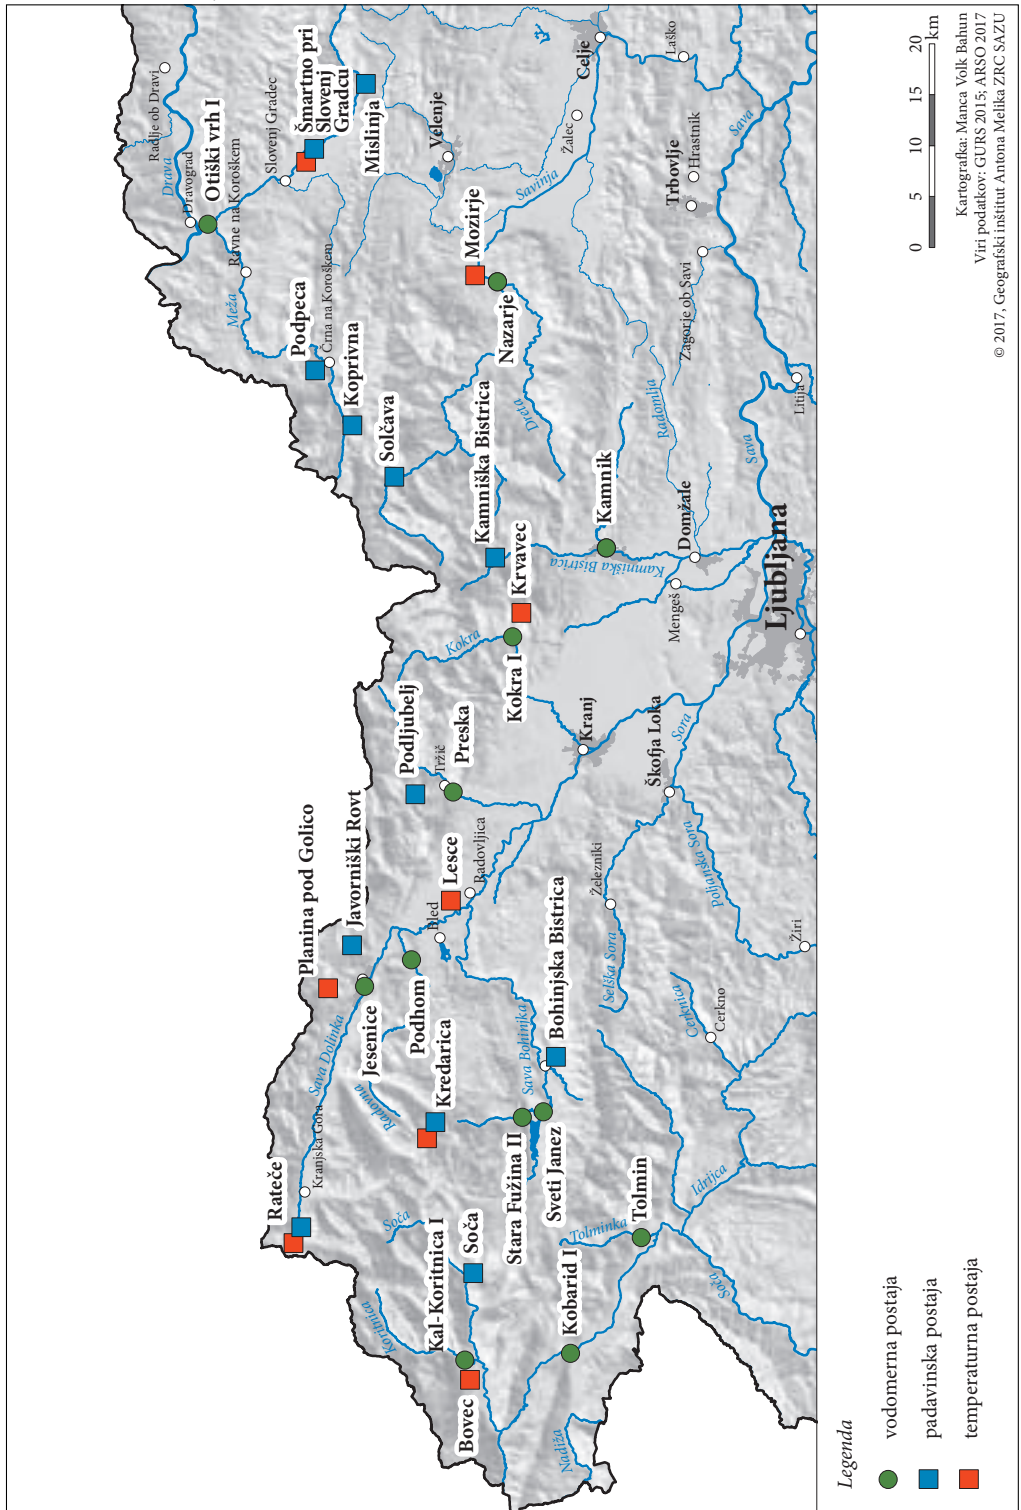 Rateče
Kranjska Gora
Sava Dolinka
Planina pod Golico
Javorniški Rovt
Jesenice
Podhom
Radovna
Kredarica
Bled
Lesce
Radovljica
Podljubelj
Tržič
Preska
Kokra
Kokra I
Krvavec
Kamniška Bistrica
Kamniška Bistrica
Kamnik
Solčava
Koprivna
Podpeca
Črna na Koroškem
Meža
Ravne na Koroškem
Dravograd
Drava
Radlje ob Dravi
Otiški vrh I
Slovenj Gradec
Šmartno pri
Slovenj
Gradcu
Mislinja
Velenje
Mozirje
Nazarje
Dreta
Savinja
Žalec
Celje
Laško
Sava
Hrastnik
Trbovlje
Zagorje ob Savi
Radomlja
Litija
Sava
Domžale
Mengeš
Ljubljana
Kranj
Škofja Loka
Sora
Železniki
Selška Sora
Poljanska Sora
Žiri
Cerknica
Cerkno
Bohinjska Bistrica
Sava Bohinjka
Stara Fužina II
Sveti Janez
Soča
Soča
Kal-Koritnica I
Koritnica
Bovec
Kobarid I
Tolminka
Tolmin
Idrijca
Soča
Nadiža
Legenda
vodomerna postaja
padavinska postaja
temperaturna postaja
0 5 10 15 20
km
Kartografka: Manca Volk Bahun
Viri podatkov: GURS 2015; ARSO 2017
© 2017, Geografski inštitut Antona Melika ZRC SAZU